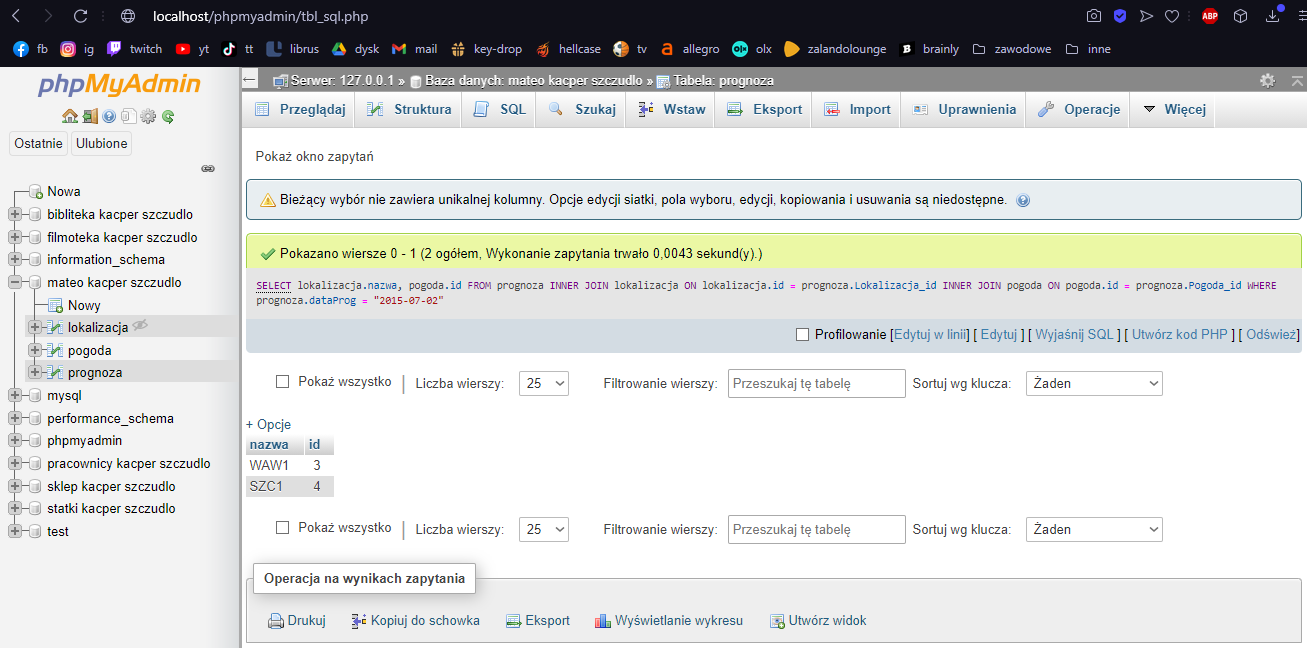 localhost/phpmyadmin/tbl_sql.php
ABP
fb ig twitch yt tt librus dysk mail key-drop hellcase tv allegro olx zalandolounge brainly zawodowe inne
phpMyAdmin
Ostatnie Ulubione
Nowa
bibliteka kacper szczudlo
filmoteka kacper szczudlo
information_schema
mateo kacper szczudlo
Nowy
lokalizacja
pogoda
prognoza
mysql
performance_schema
phpmyadmin
pracownicy kacper szczudlo
sklep kacper szczudlo
statki kacper szczudlo
test
Serwer: 127.0.0.1 » Baza danych: mateo kacper szczudlo » Tabela: prognoza
Przeglądaj Struktura SQL Szukaj Wstaw Eksport Import Uprawnienia Operacje Więcej
Pokaż okno zapytań
Bieżący wybór nie zawiera unikalnej kolumny. Opcje edycji siatki, pola wyboru, edycji, kopiowania i usuwania są niedostępne.
Pokazano wiersze 0 - 1 (2 ogółem, Wykonanie zapytania trwało 0,0043 sekund(y).)
SELECT lokalizacja.nazwa, pogoda.id FROM prognoza INNER JOIN lokalizacja ON lokalizacja.id = prognoza.Lokalizacja_id INNER JOIN pogoda ON pogoda.id = prognoza.Pogoda_id WHERE
prognoza.dataProg = "2015-07-02"
Profilowanie [Edytuj w linii] [ Edytuj ] [ Wyjaśnij SQL ] [ Utwórz kod PHP ] [ Odśwież]
Pokaż wszystko | Liczba wierszy: 25 Filtrowanie wierszy: Przeszukaj tę tabelę Sortuj wg klucza: Żaden
+ Opcje
nazwa id
WAW1 3
SZC1 4
Pokaż wszystko | Liczba wierszy: 25 Filtrowanie wierszy: Przeszukaj tę tabelę Sortuj wg klucza: Żaden
Operacja na wynikach zapytania
Drukuj Kopiuj do schowka Eksport Wyświetlanie wykresu Utwórz widok